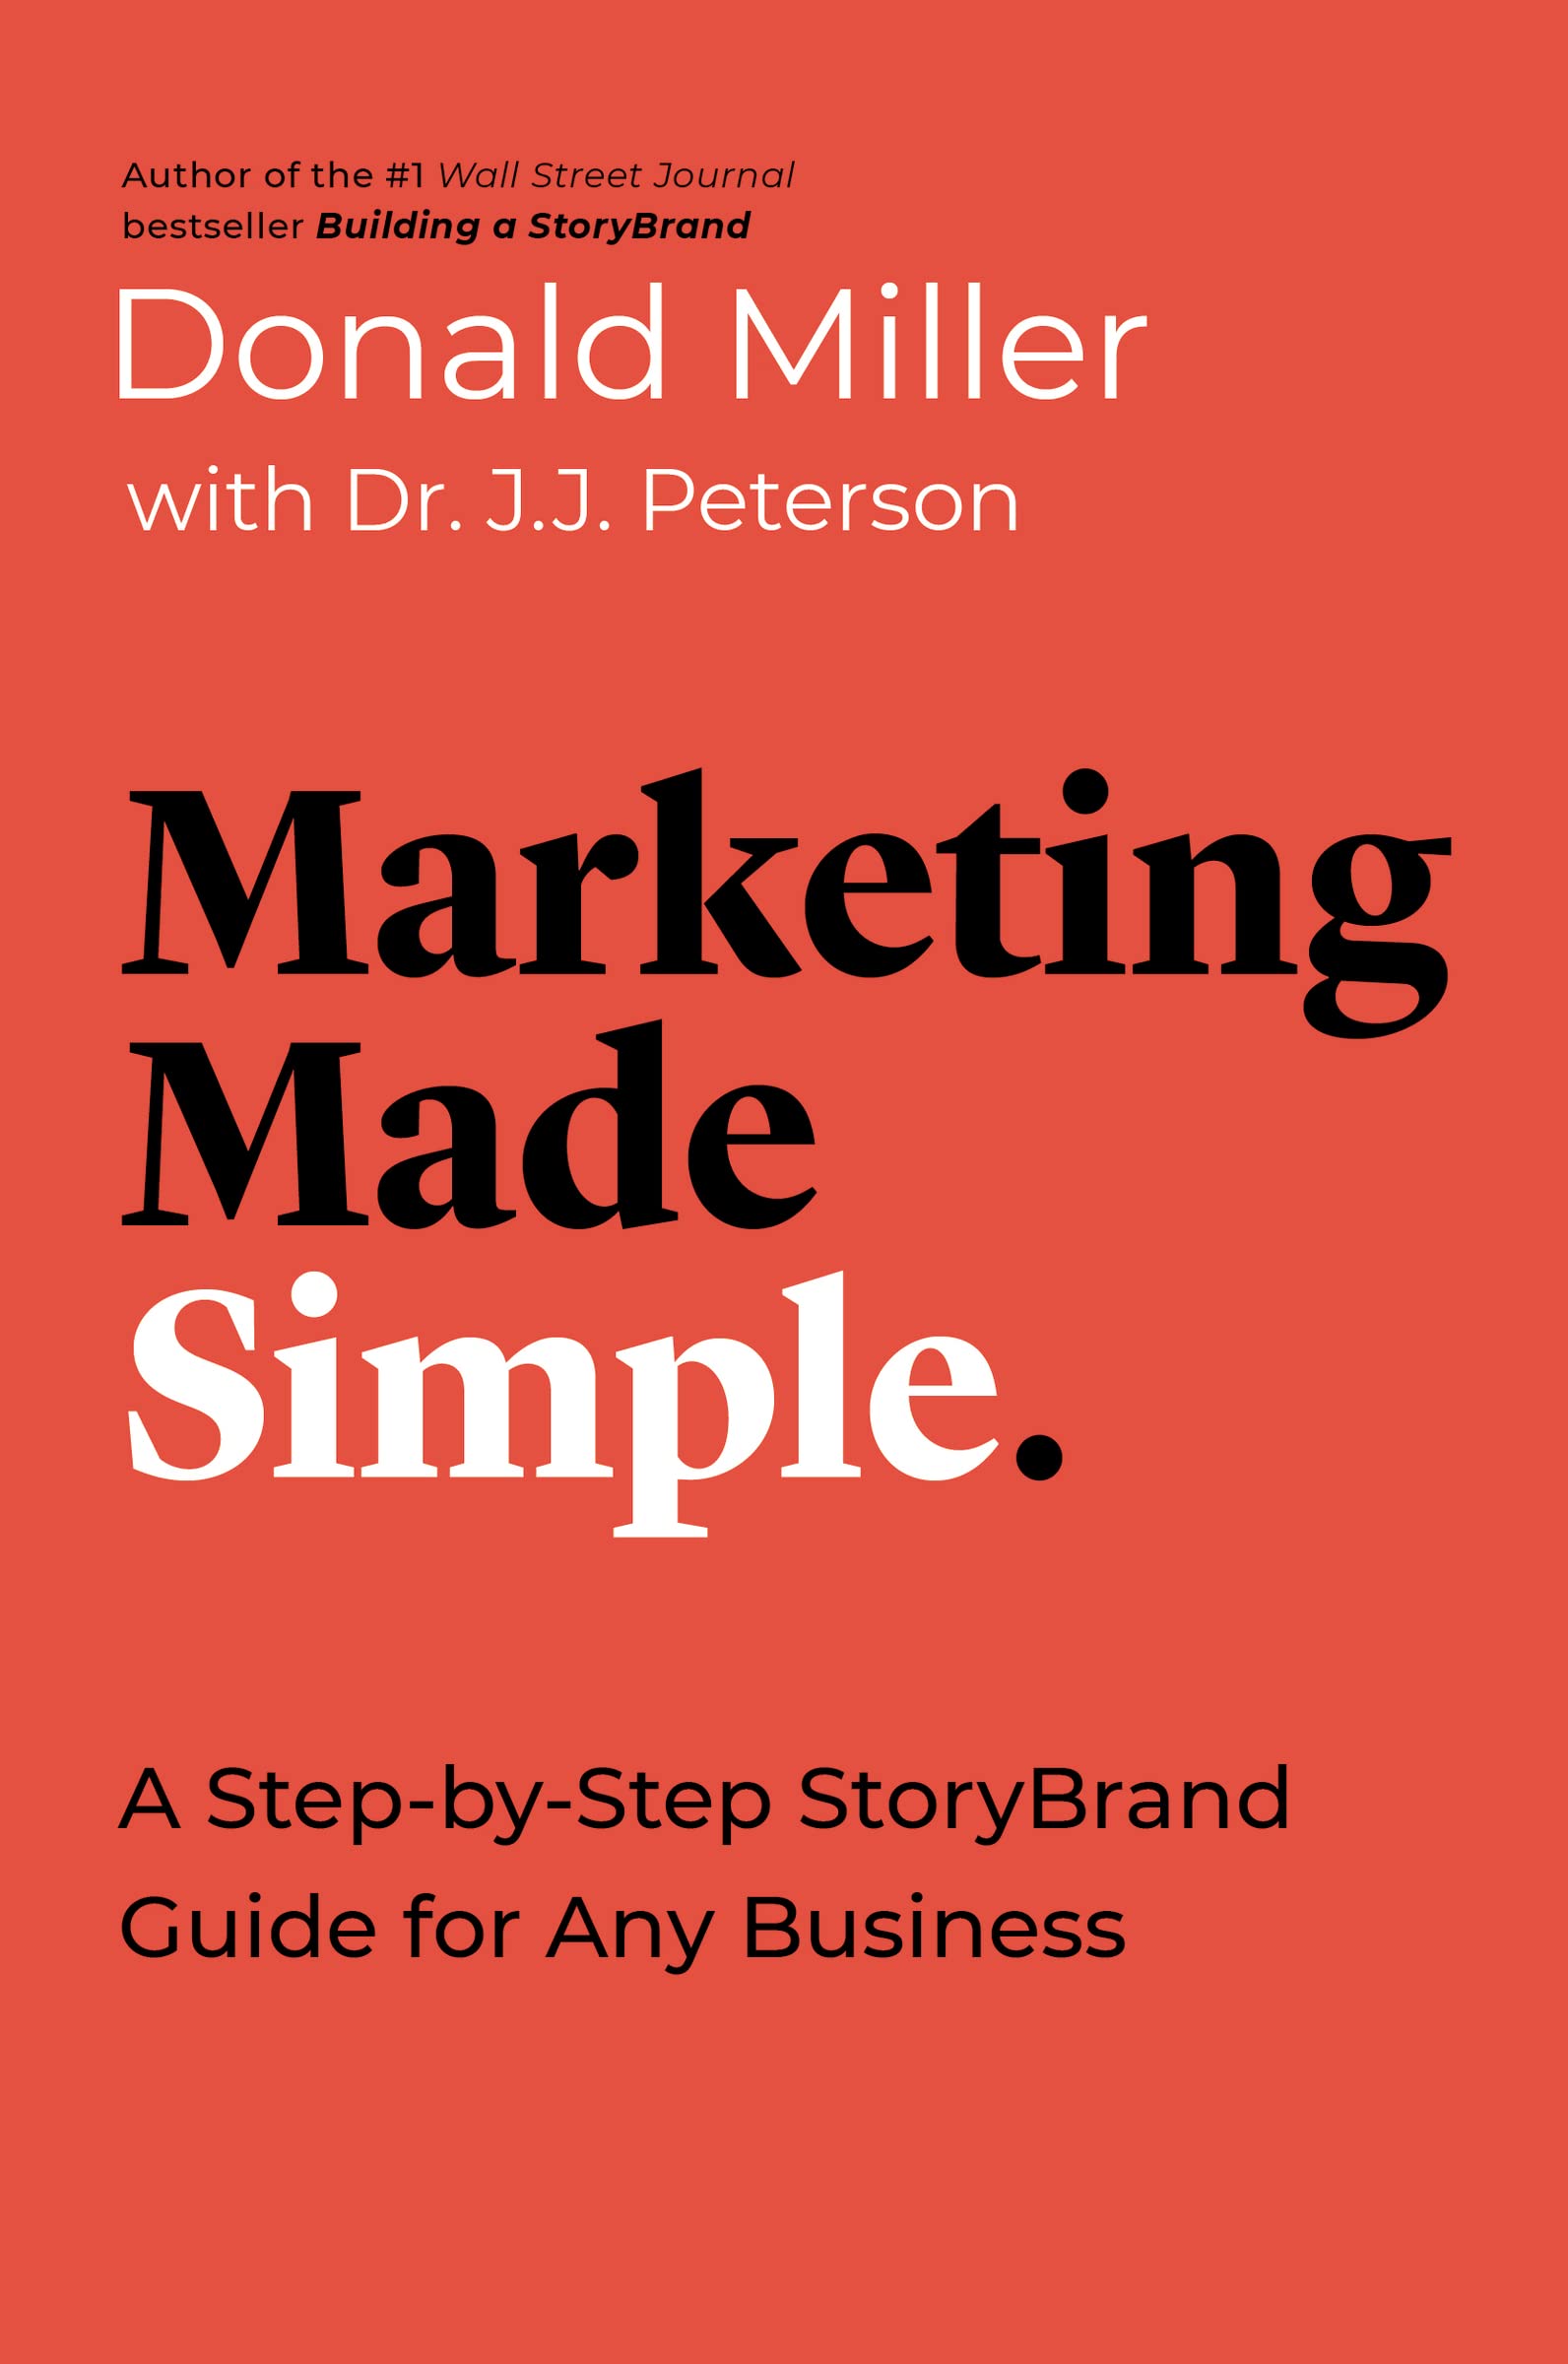 Author of the #1 Wall Street Journal
bestseller Building a StoryBrand
Donald Miller
with Dr. J.J. Peterson
Marketing
Made
Simple.
A Step-by-Step StoryBrand
Guide for Any Business